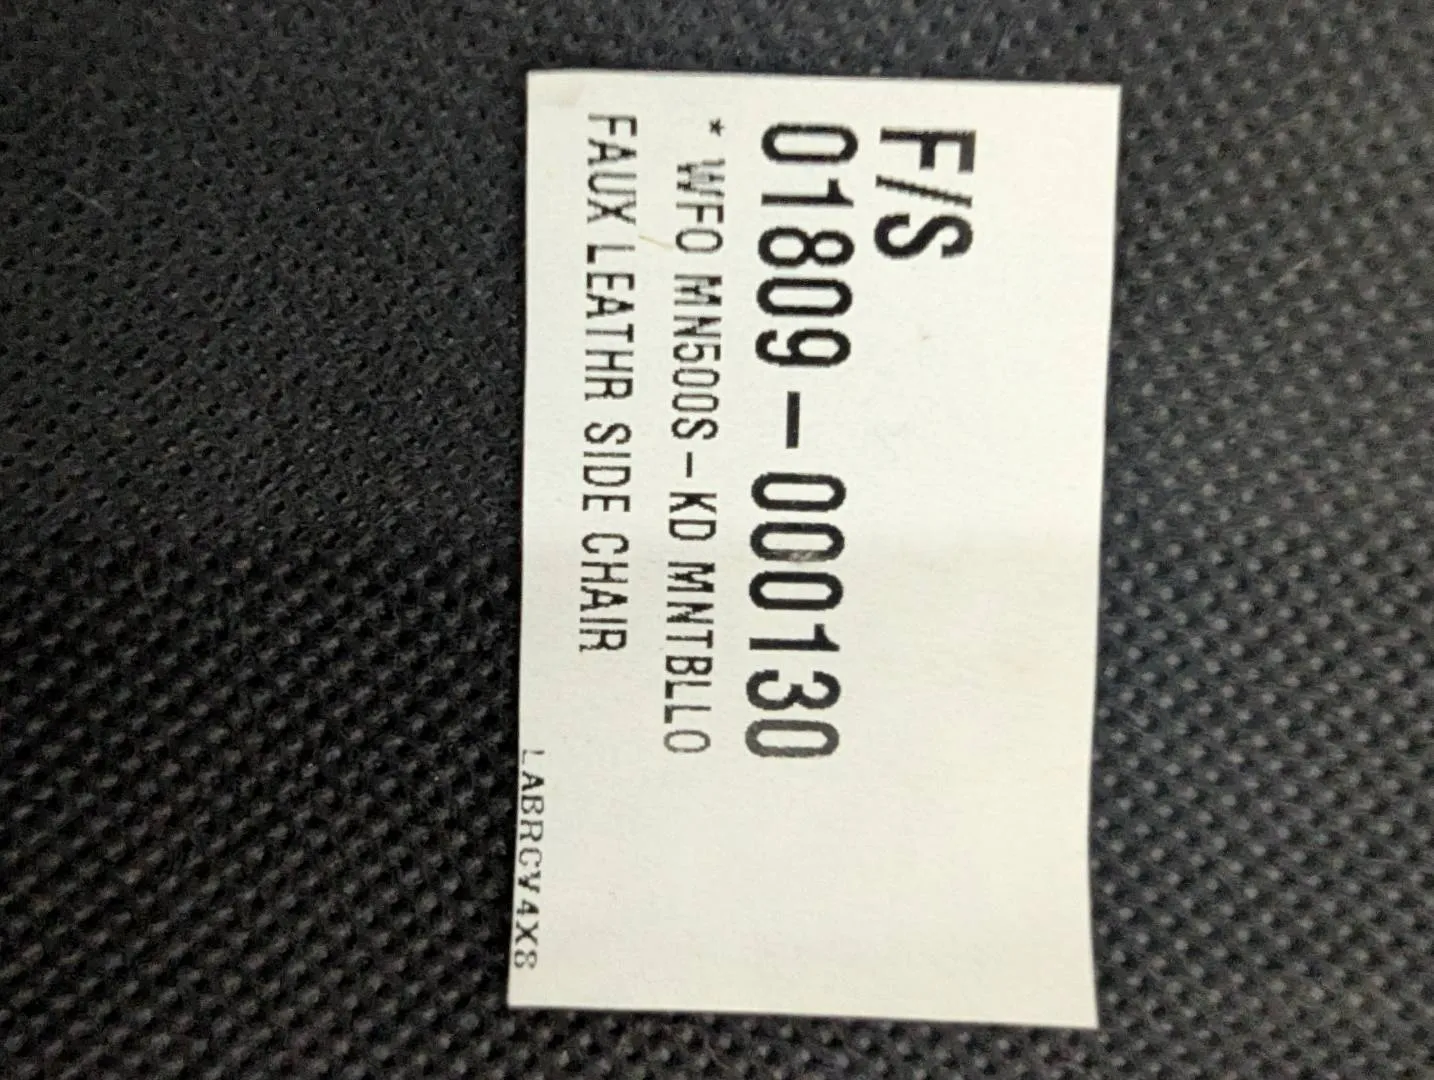 F/S
01809-000130
* WFO MN500S-KD MNTBLLO
FAUX LEATHR SIDE CHAIR
LABRCV4X8